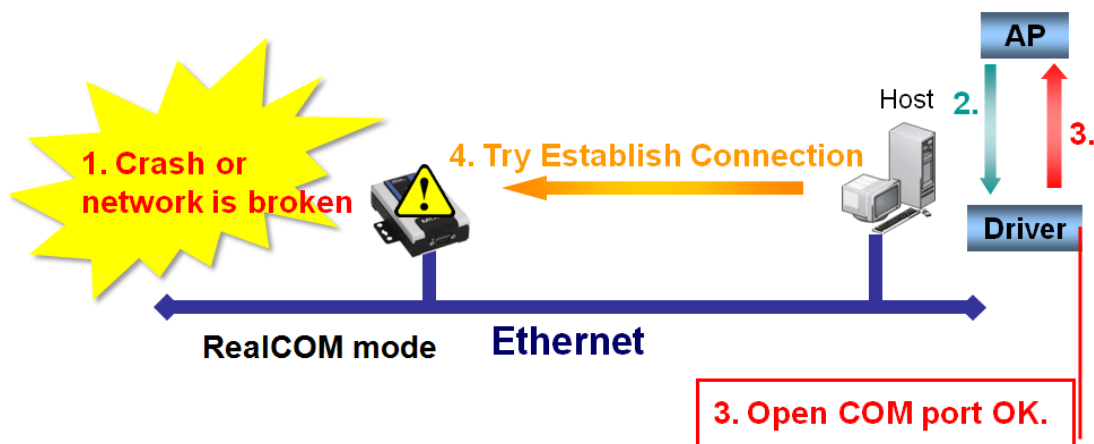 AP
Host
2.
3.
1. Crash or
network is broken
4. Try Establish Connection
Driver
RealCOM mode
Ethernet
3. Open COM port OK.